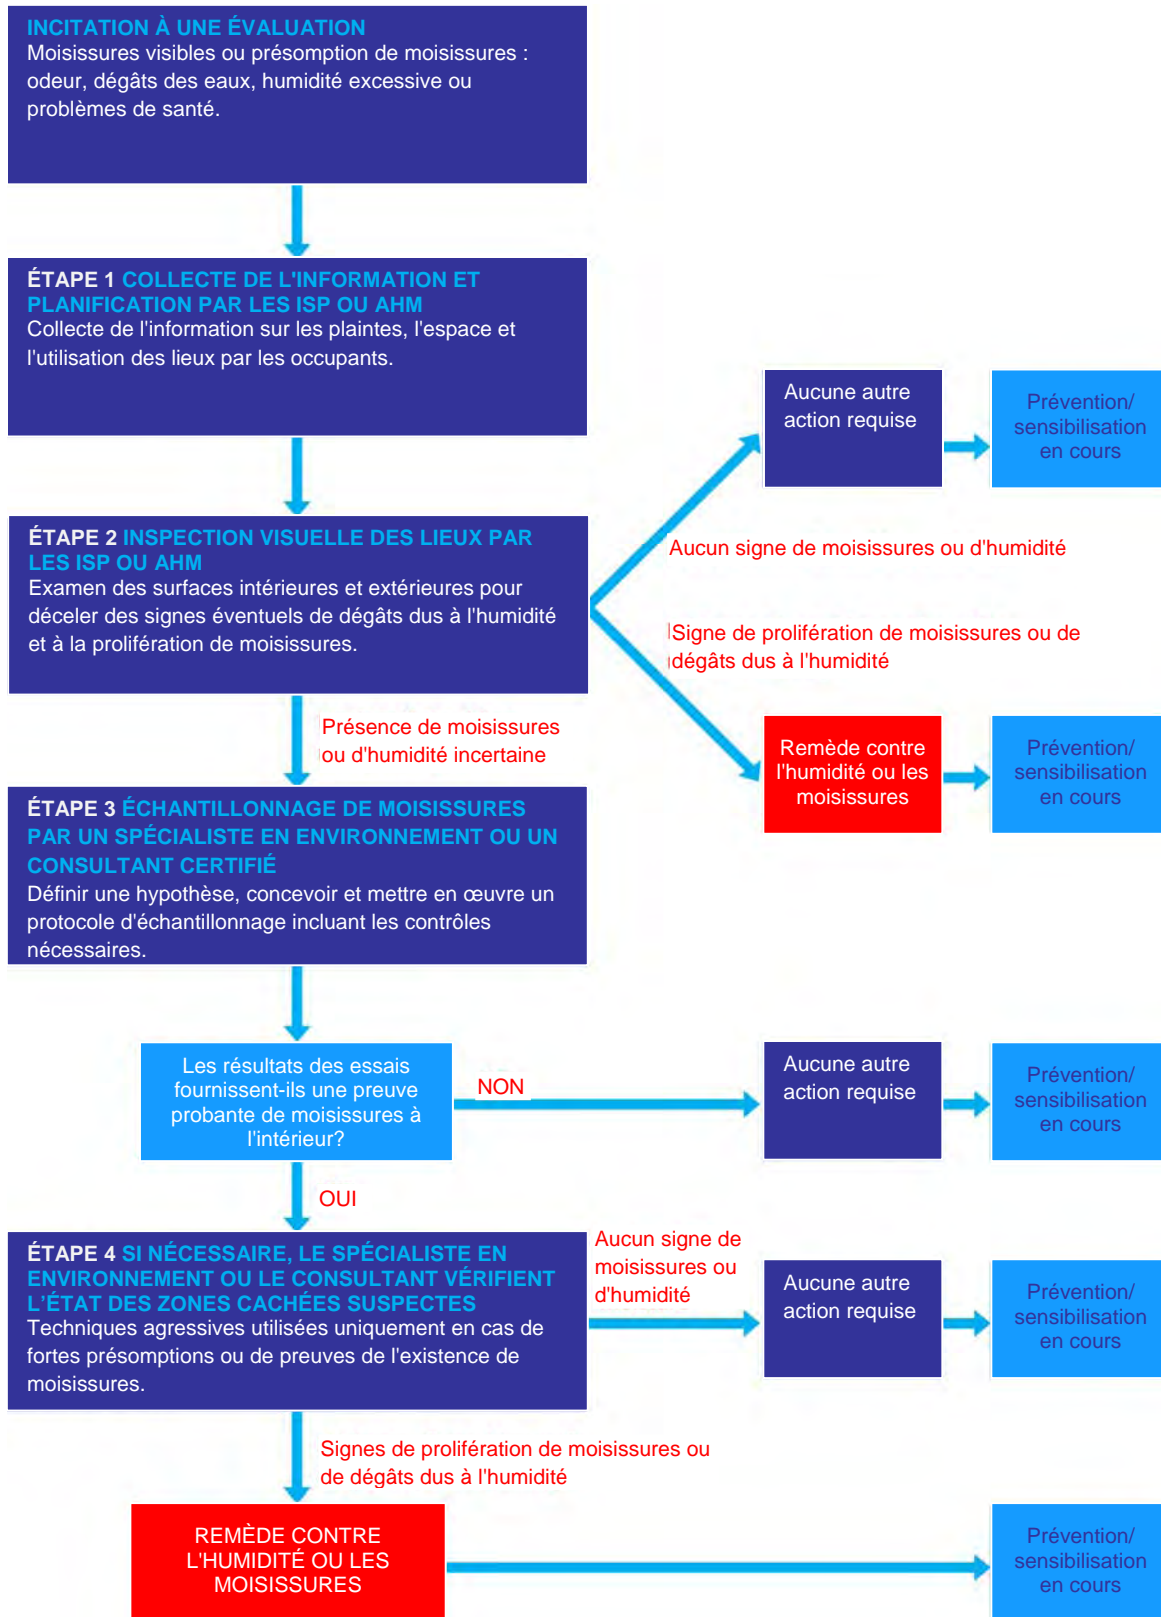 INCITATION À UNE ÉVALUATION
Moisissures visibles ou présomption de moisissures :
odeur, dégâts des eaux, humidité excessive ou
problèmes de santé.
ÉTAPE 1 COLLECTE DE L'INFORMATION ET
PLANIFICATION PAR LES ISP OU AHM
Collecte de l'information sur les plaintes, l'espace et
l'utilisation des lieux par les occupants.
Aucune autre
action requise
Prévention/
sensibilisation
en cours
ÉTAPE 2 INSPECTION VISUELLE DES LIEUX PAR
LES ISP OU AHM
Examen des surfaces intérieures et extérieures pour
déceler des signes éventuels de dégâts dus à l'humidité
et à la prolifération de moisissures.
Aucun signe de moisissures ou d'humidité
Signe de prolifération de moisissures ou de
dégâts dus à l'humidité
Présence de moisissures
ou d'humidité incertaine
Remède contre
l'humidité ou les
moisissures
Prévention/
sensibilisation
en cours
ÉTAPE 3 ÉCHANTILLONNAGE DE MOISISSURES
PAR UN SPÉCIALISTE EN ENVIRONNEMENT OU UN
CONSULTANT CERTIFIÉ
Définir une hypothèse, concevoir et mettre en œuvre un
protocole d'échantillonnage incluant les contrôles
nécessaires.
Les résultats des essais
fournissent-ils une preuve
probante de moisissures à
l'intérieur?
NON
Aucune autre
action requise
Prévention/
sensibilisation
en cours
OUI
ÉTAPE 4 SI NÉCESSAIRE, LE SPÉCIALISTE EN
ENVIRONNEMENT OU LE CONSULTANT VÉRIFIENT
L'ÉTAT DES ZONES CACHÉES SUSPECTES
Techniques agressives utilisées uniquement en cas de
fortes présomptions ou de preuves de l'existence de
moisissures.
Aucun signe de
moisissures ou
d'humidité
Aucune autre
action requise
Prévention/
sensibilisation
en cours
Signes de prolifération de moisissures ou
de dégâts dus à l'humidité
REMÈDE CONTRE
L'HUMIDITÉ OU LES
MOISISSURES
Prévention/
sensibilisation
en cours